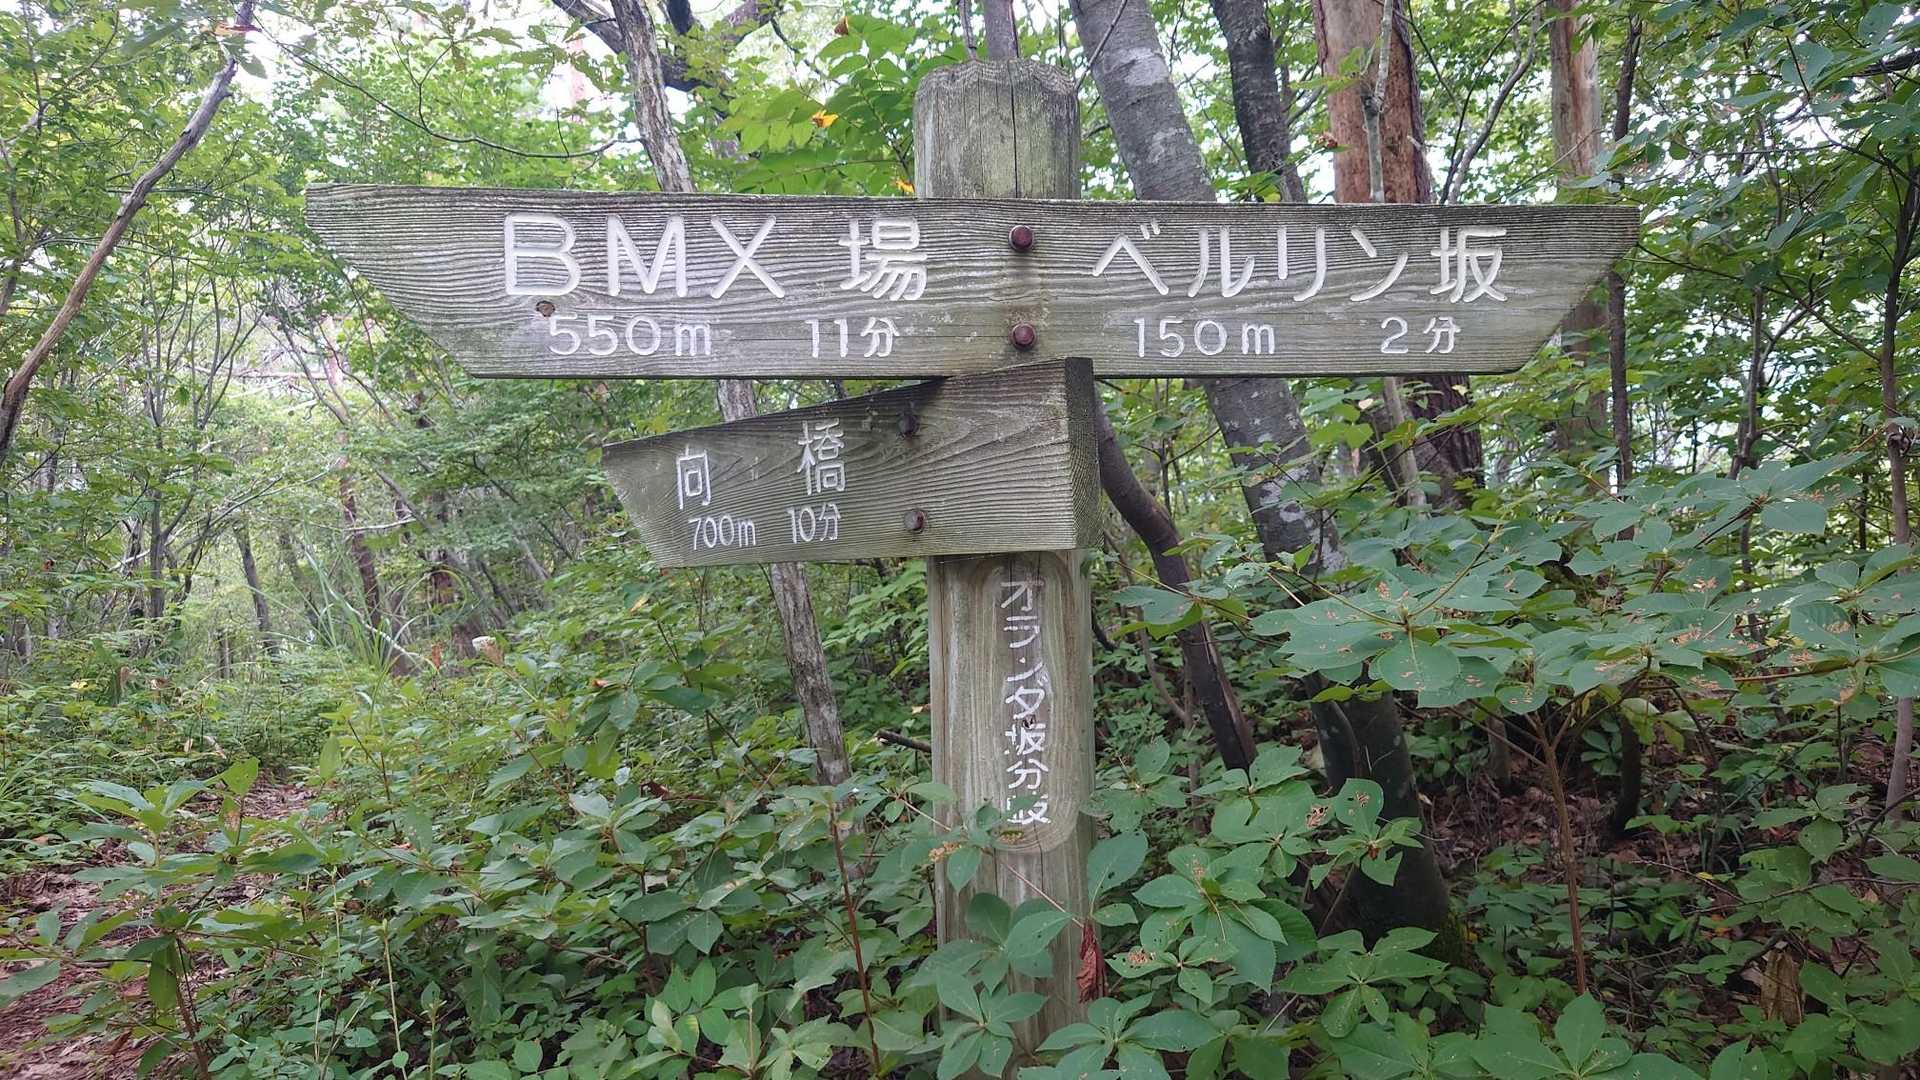 BMX場 ベルリン坂
550m 11分 150m 2分
向橋
700m 10分
オランダ坂分岐